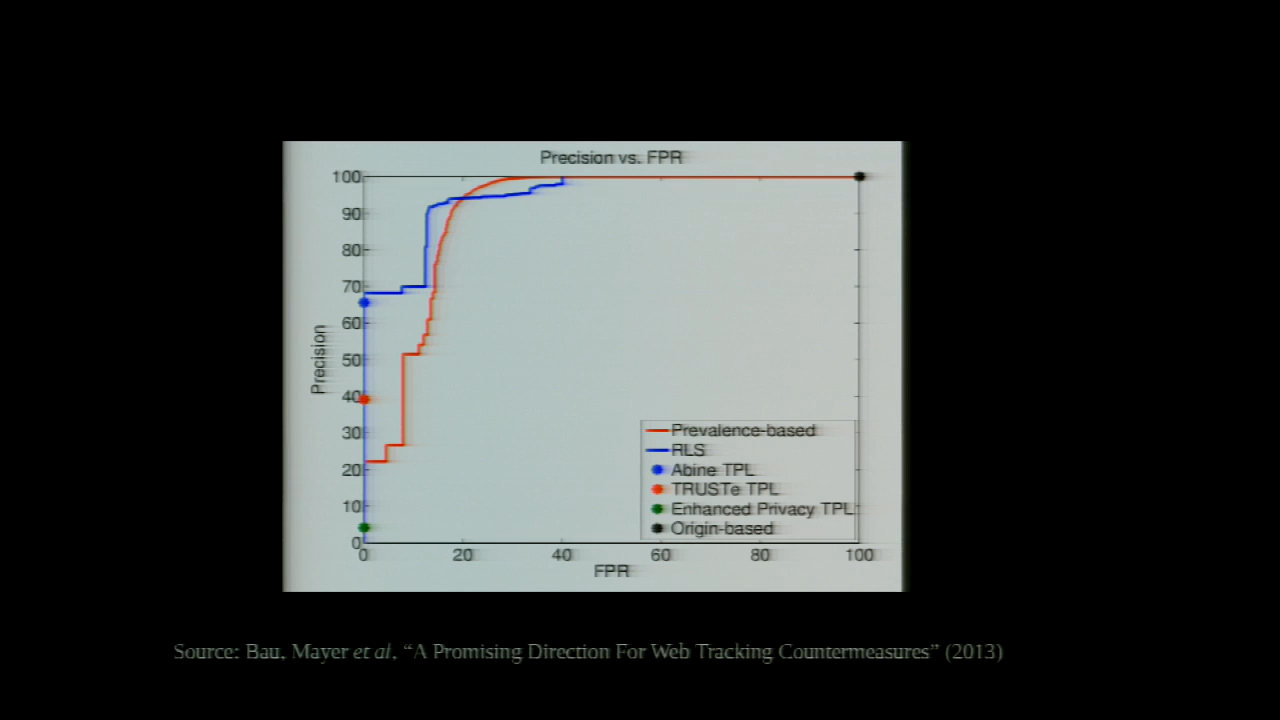 Precision vs. FPR
100
90
80
70
60
50
40
30
20
10
0
Precision
0 20 40 60 80 100
FPR
Prevalence-based
RLS
Abine TPL
TRUSTe TPL
Enhanced Privacy TPL
Origin-based
Source: Bau, Mayer et al, “A Promising Direction For Web Tracking Countermeasures” (2013)